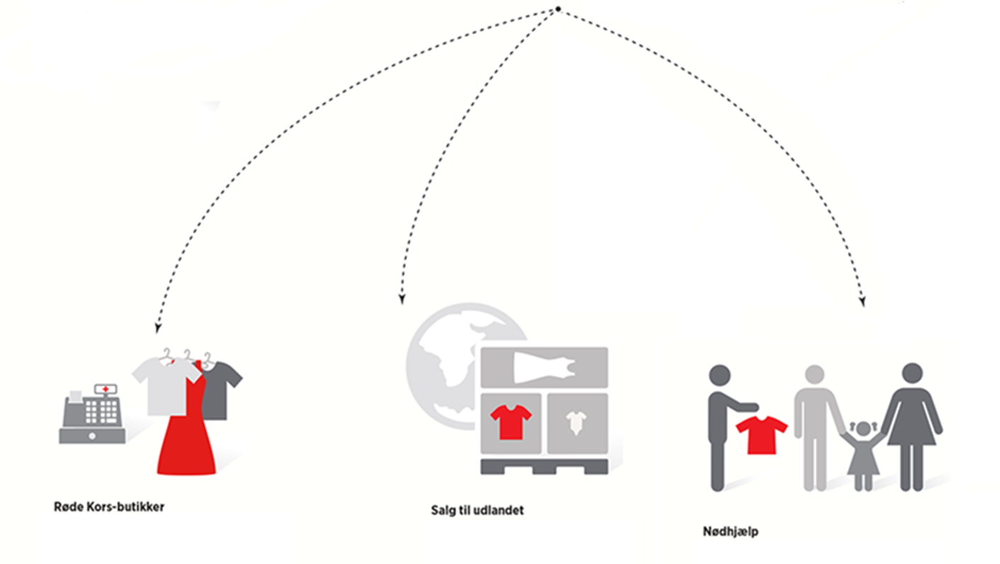 Røde Kors-butikker
Salg til udlandet
Nødhjælp